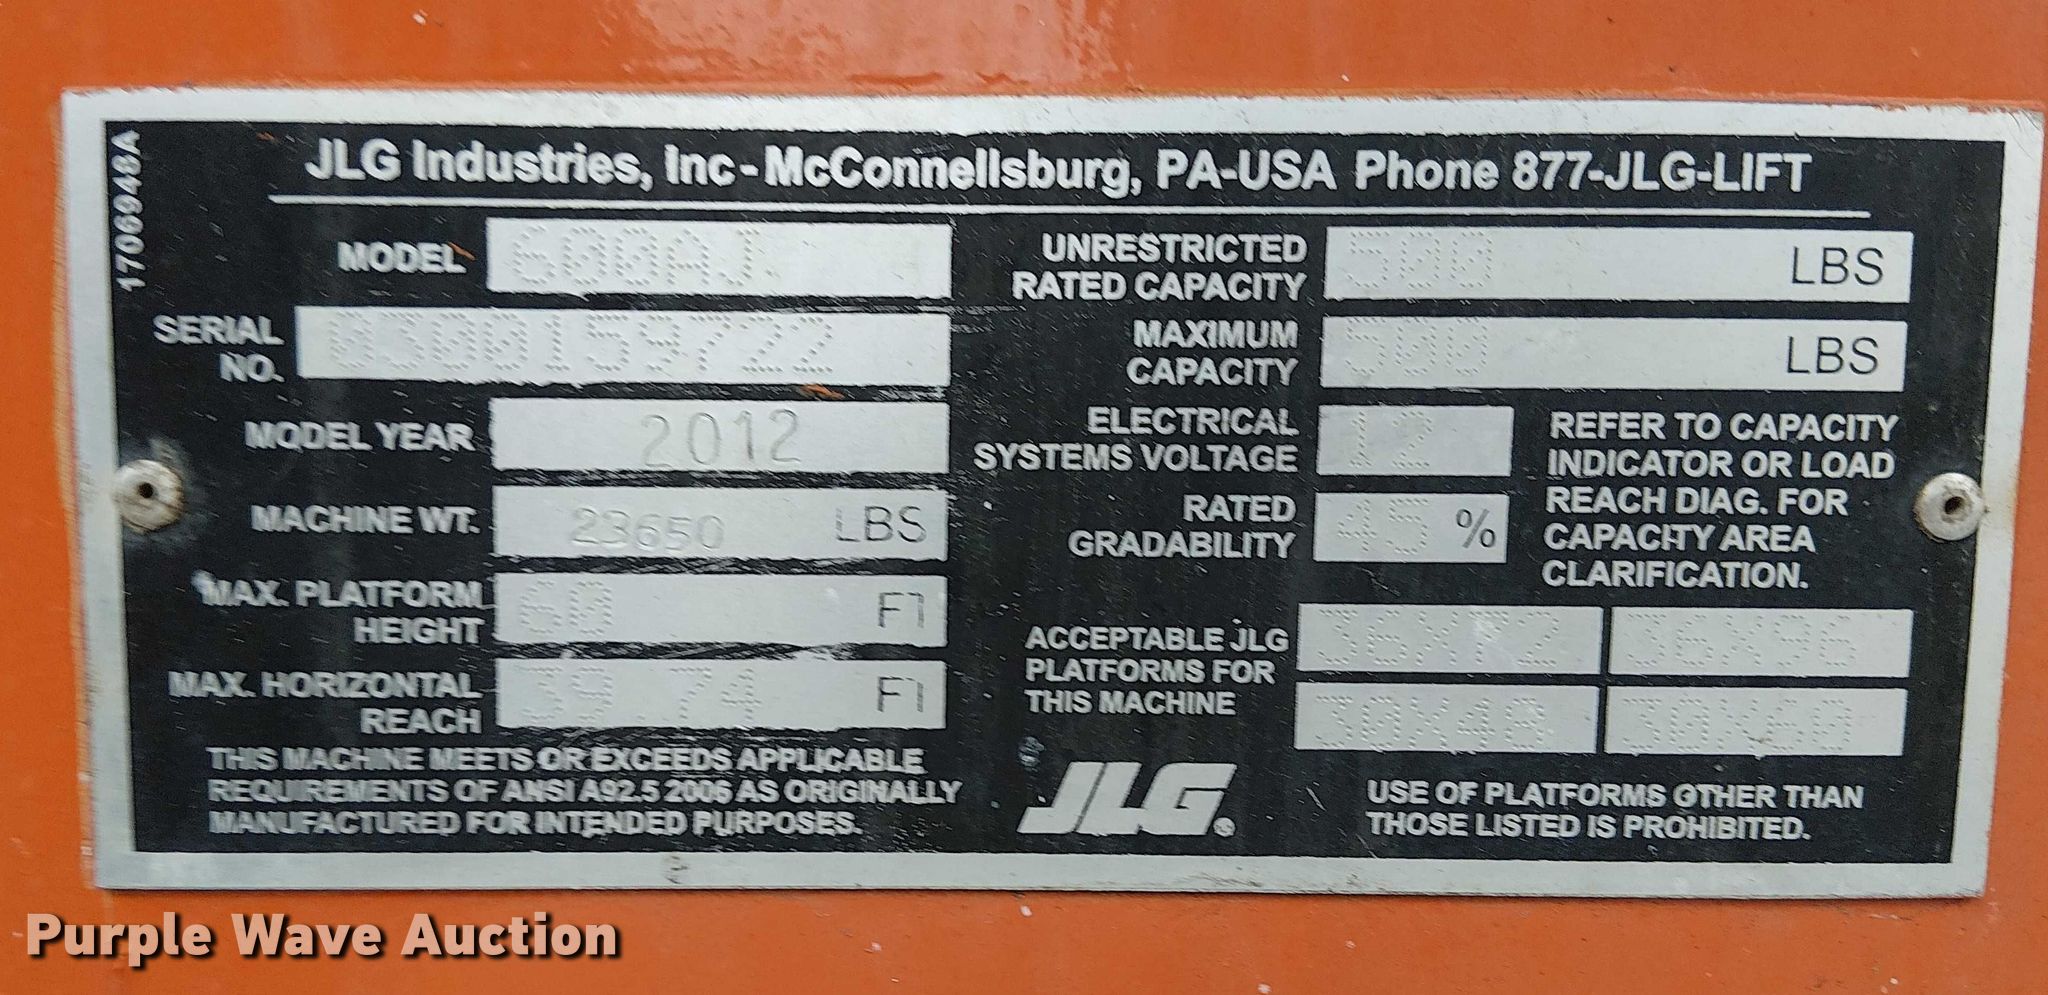 1706948A
JLG Industries, Inc - McConnellsburg, PA-USA Phone 877-JLG-LIFT
MODEL 600AJ
SERIAL
NO. 0300159722
MODEL YEAR 2012
MACHINE WT. 23650 LBS
MAX. PLATFORM
HEIGHT 60 FT
MAX. HORIZONTAL
REACH 39.74 FT
THIS MACHINE MEETS OR EXCEEDS APPLICABLE
REQUIREMENTS OF ANSI A92.5 2006 AS ORIGINALLY
MANUFACTURED FOR INTENDED PURPOSES.
UNRESTRICTED
RATED CAPACITY 500 LBS
MAXIMUM
CAPACITY 500 LBS
ELECTRICAL
SYSTEMS VOLTAGE 12
RATED
GRADABILITY 45 %
REFER TO CAPACITY
INDICATOR OR LOAD
REACH DIAG. FOR
CAPACITY AREA
CLARIFICATION.
ACCEPTABLE JLG
PLATFORMS FOR
THIS MACHINE
36X72 36X96
30X48 30X60
JLG
USE OF PLATFORMS OTHER THAN
THOSE LISTED IS PROHIBITED.
Purple Wave Auction